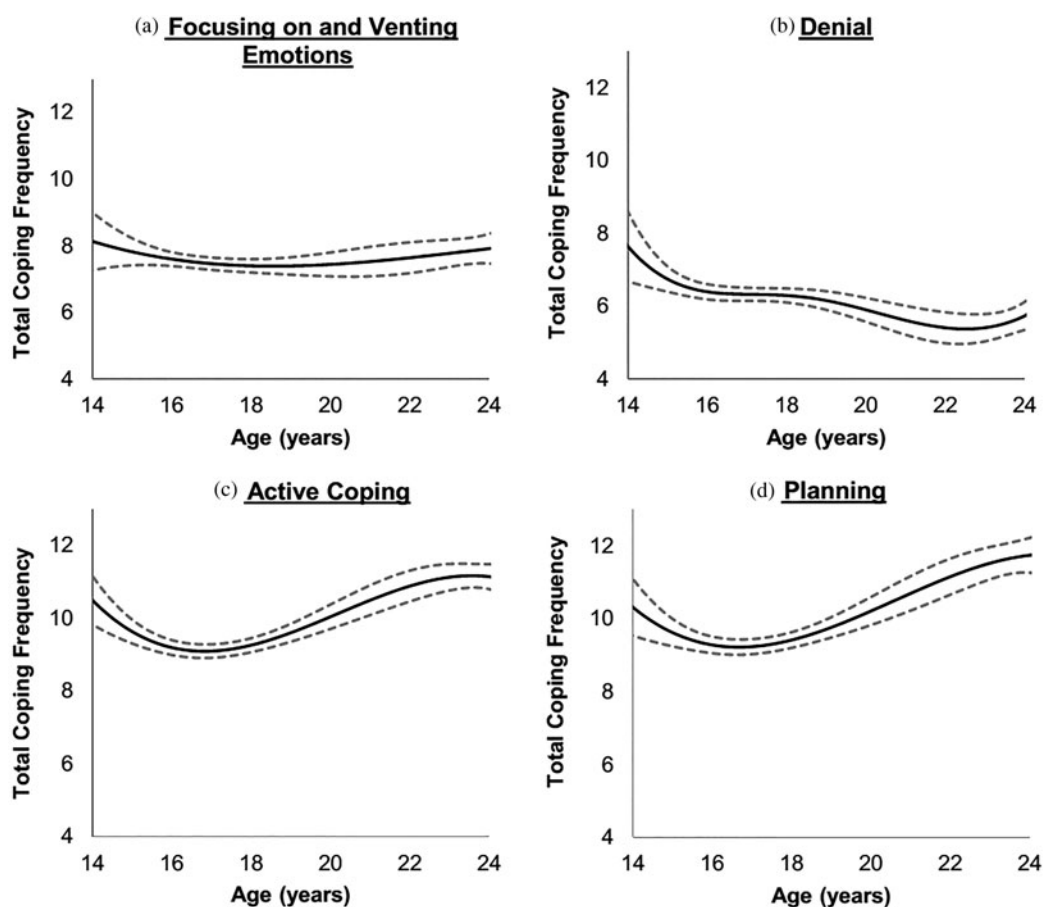 (a) Focusing on and Venting
Emotions
Total Coping Frequency
12
10
8
6
4
14 16 18 20 22 24
Age (years)
(b) Denial
Total Coping Frequency
12
10
8
6
4
14 16 18 20 22 24
Age (years)
(c) Active Coping
Total Coping Frequency
12
10
8
6
4
14 16 18 20 22 24
Age (years)
(d) Planning
Total Coping Frequency
12
10
8
6
4
14 16 18 20 22 24
Age (years)